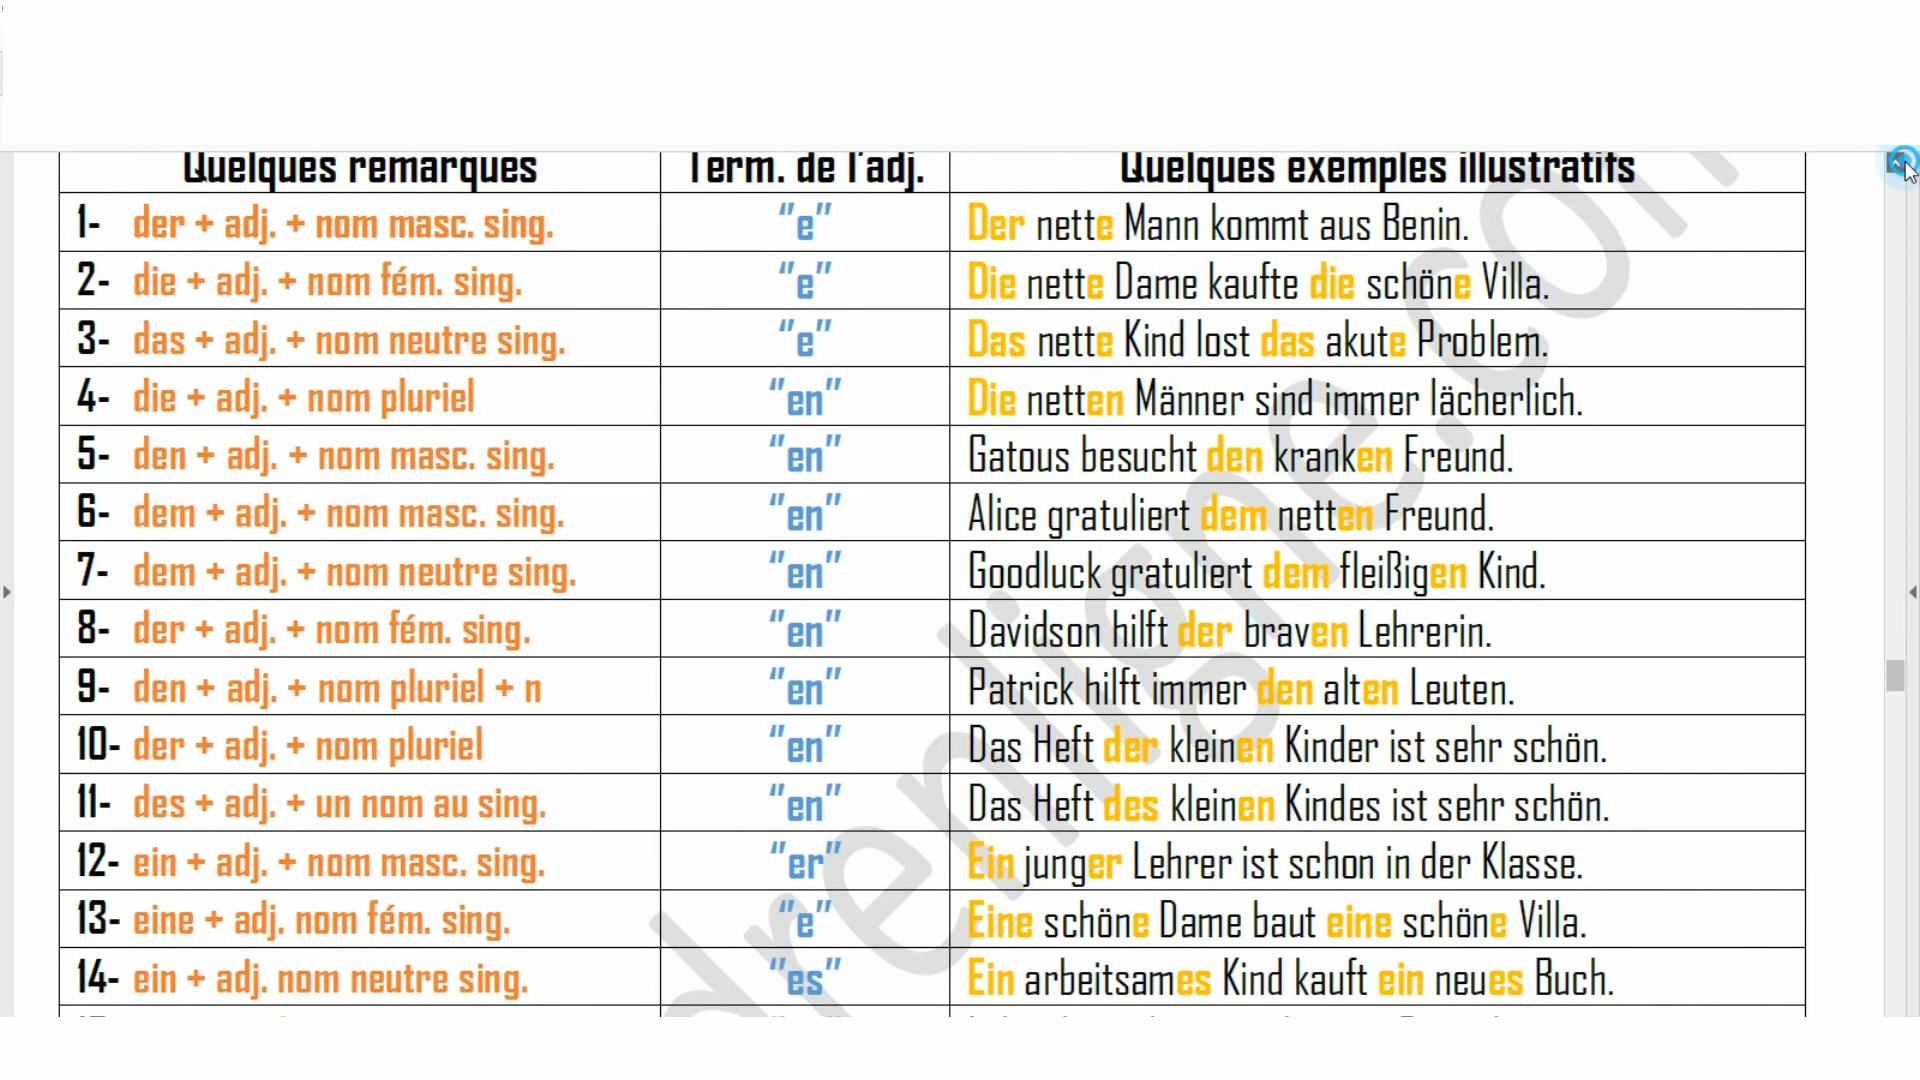 Quelques remarques Term. de l'adj. Quelques exemples illustratifs
1- der + adj. + nom masc. sing. "e" Der nette Mann kommt aus Benin.
2- die + adj. + nom fém. sing. "e" Die nette Dame kaufte die schöne Villa.
3- das + adj. + nom neutre sing. "e" Das nette Kind lost das akute Problem.
4- die + adj. + nom pluriel "en" Die netten Männer sind immer lächerlich.
5- den + adj. + nom masc. sing. "en" Gatous besucht den kranken Freund.
6- dem + adj. + nom masc. sing. "en" Alice gratuliert dem netten Freund.
7- dem + adj. + nom neutre sing. "en" Goodluck gratuliert dem fleißigen Kind.
8- der + adj. + nom fém. sing. "en" Davidson hilft der braven Lehrerin.
9- den + adj. + nom pluriel + n "en" Patrick hilft immer den alten Leuten.
10- der + adj. + nom pluriel "en" Das Heft der kleinen Kinder ist sehr schön.
11- des + adj. + un nom au sing. "en" Das Heft des kleinen Kindes ist sehr schön.
12- ein + adj. + nom masc. sing. "er" Ein junger Lehrer ist schon in der Klasse.
13- eine + adj. nom fém. sing. "e" Eine schöne Dame baut eine schöne Villa.
14- ein + adj. nom neutre sing. "es" Ein arbeitsames Kind kauft ein neues Buch.
drenligne.com